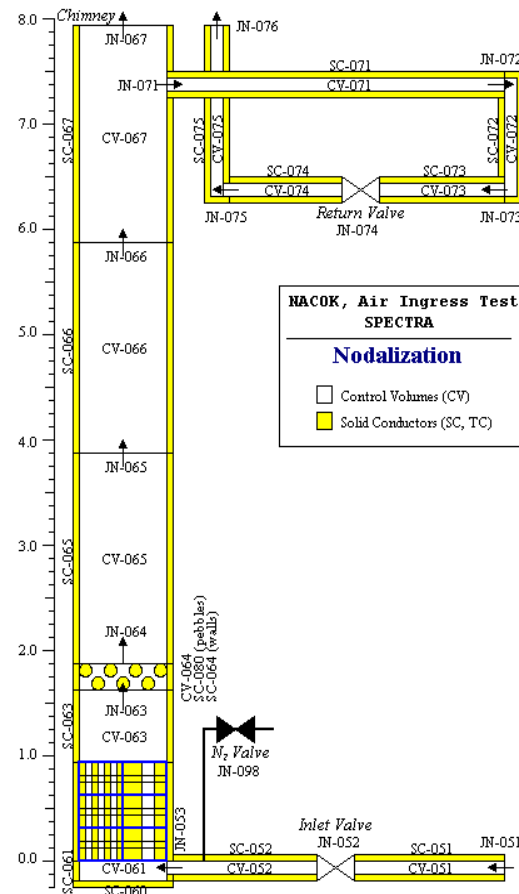 8.0
Chimney
JN-067
JN-076
SC-071
JN-072
JN-071
CV-071
7.0
8.0
SC-067
CV-067
SC-075
CV-075
SC-072
CV-072
SC-074
SC-073
CV-074
CV-073
6.0
JN-075
Return Valve
JN-073
JN-074
JN-066
NACOK, Air Ingress Test
SPECTRA
Nodalization
Control Volumes (CV)
Solid Conductors (SC, TC)
5.0
SC-066
CV-066
4.0
JN-065
3.0
SC-065
CV-065
2.0
JN-064
CV-064
SC-080 (pebbles)
SC-064 (walls)
JN-063
SC-063
CV-063
1.0
N₂ Valve
JN-098
JN-053
Inlet Valve
SC-052
JN-052
SC-051
JN-051
0.0
SC-061
CV-061
CV-052
CV-051
SC-060